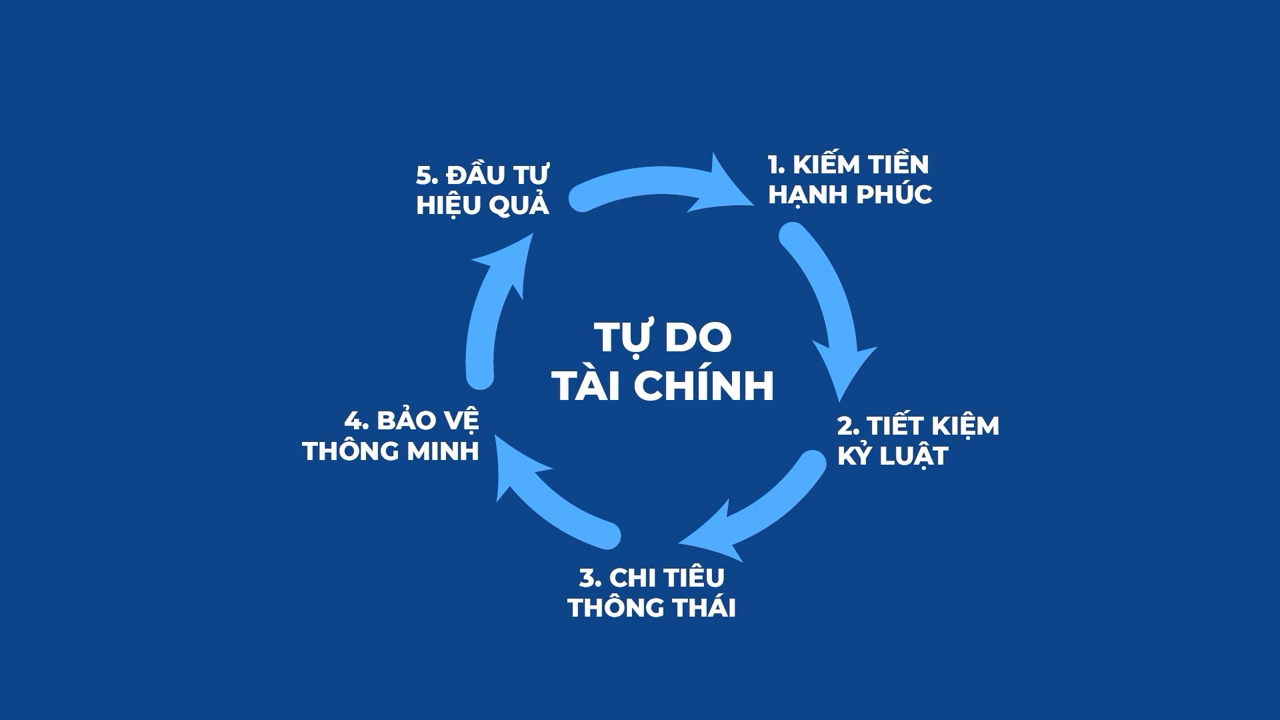 1. KIẾM TIỀN
HẠNH PHÚC
2. TIẾT KIỆM
KỶ LUẬT
3. CHI TIÊU
THÔNG THÁI
4. BẢO VỆ
THÔNG MINH
5. ĐẦU TƯ
HIỆU QUẢ
TỰ DO
TÀI CHÍNH